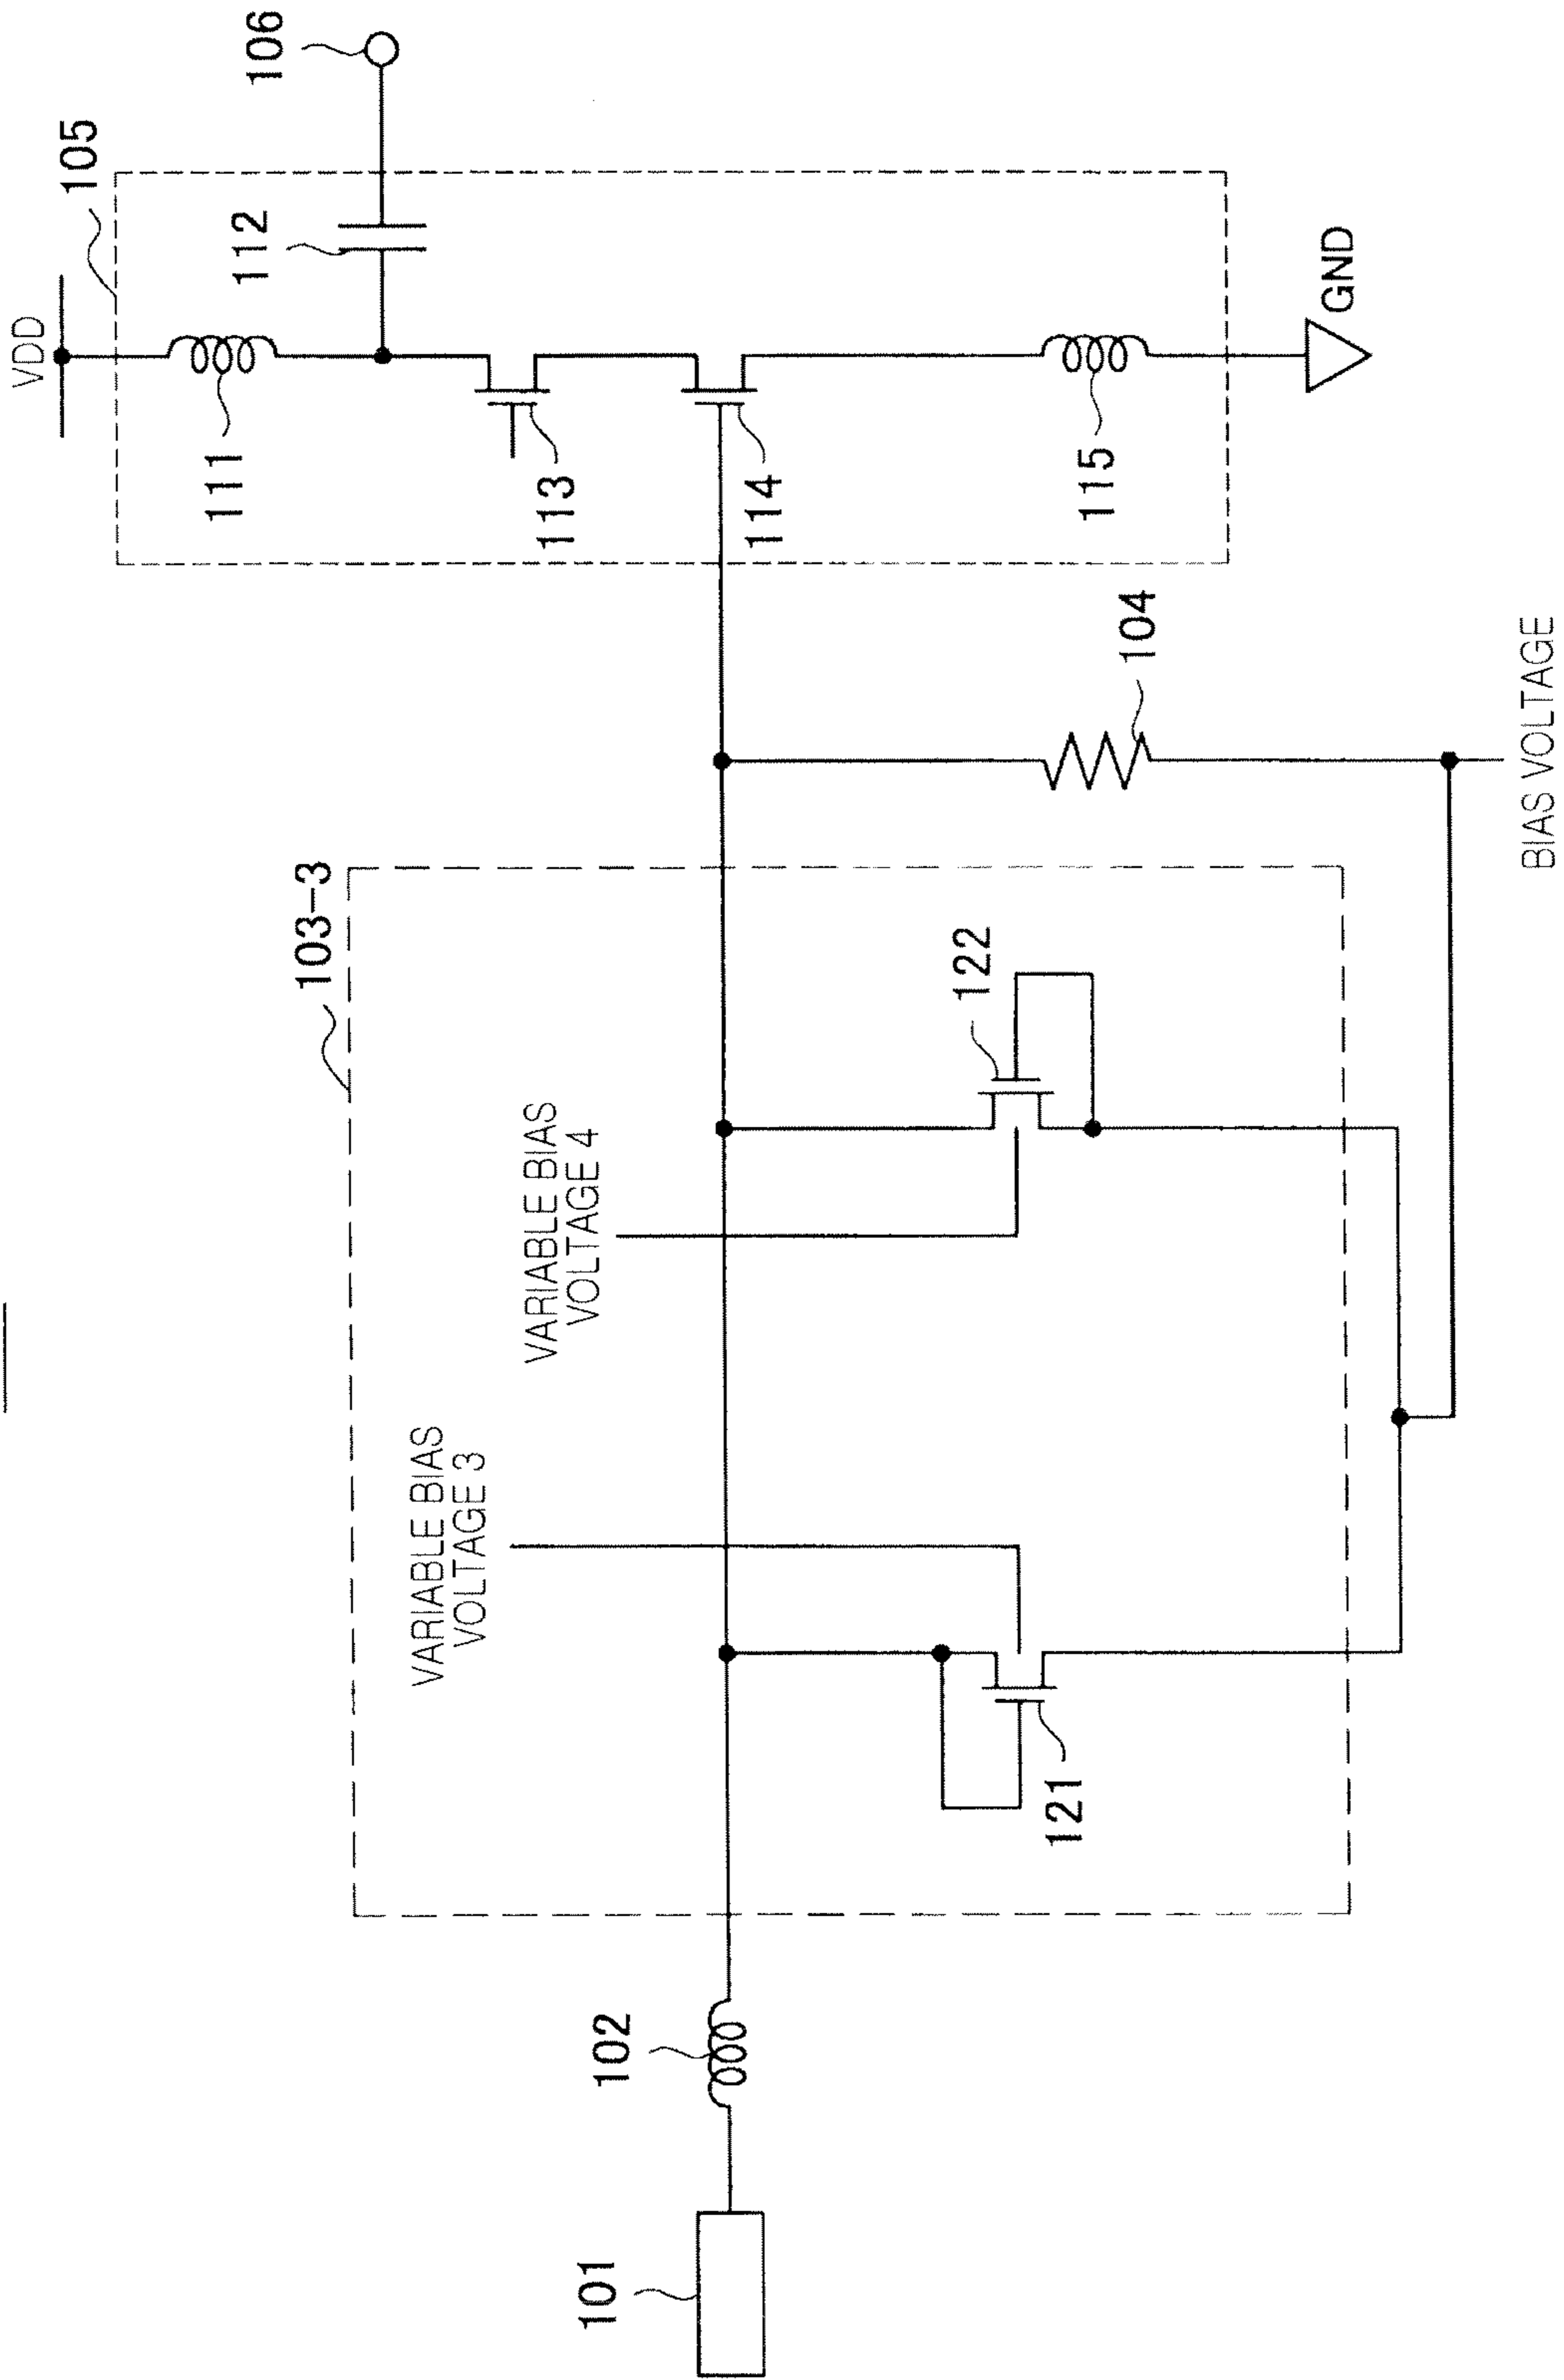 VDD
105
106
112
111
113
114
115
GND
103-3
104
BIAS VOLTAGE
VARIABLE BIAS
VOLTAGE 3
VARIABLE BIAS
VOLTAGE 4
122
121
102
101